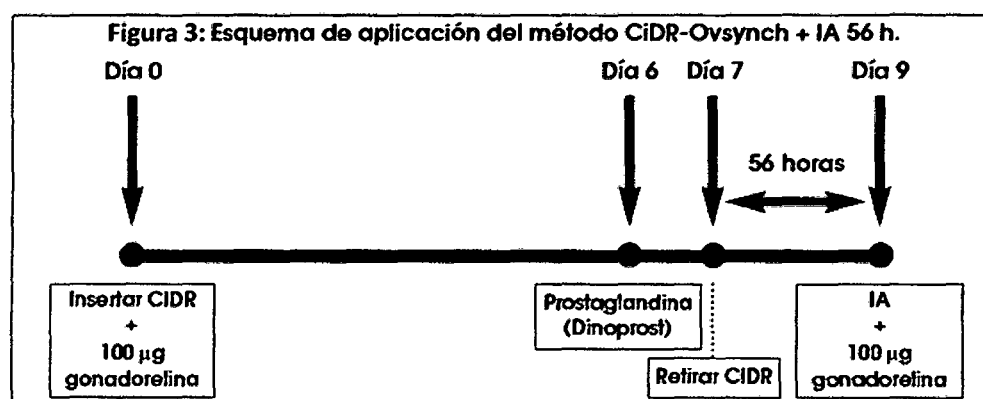 Figura 3: Esquema de aplicación del método CiDR-Ovsynch + IA 56 h.
Día 0
Día 6
Día 7
Día 9
56 horas
Insertar CIDR
+
100 µg
gonadorelina
Prostaglandina
(Dinoprost)
Retirar CIDR
IA
+
100 µg
gonadorelina